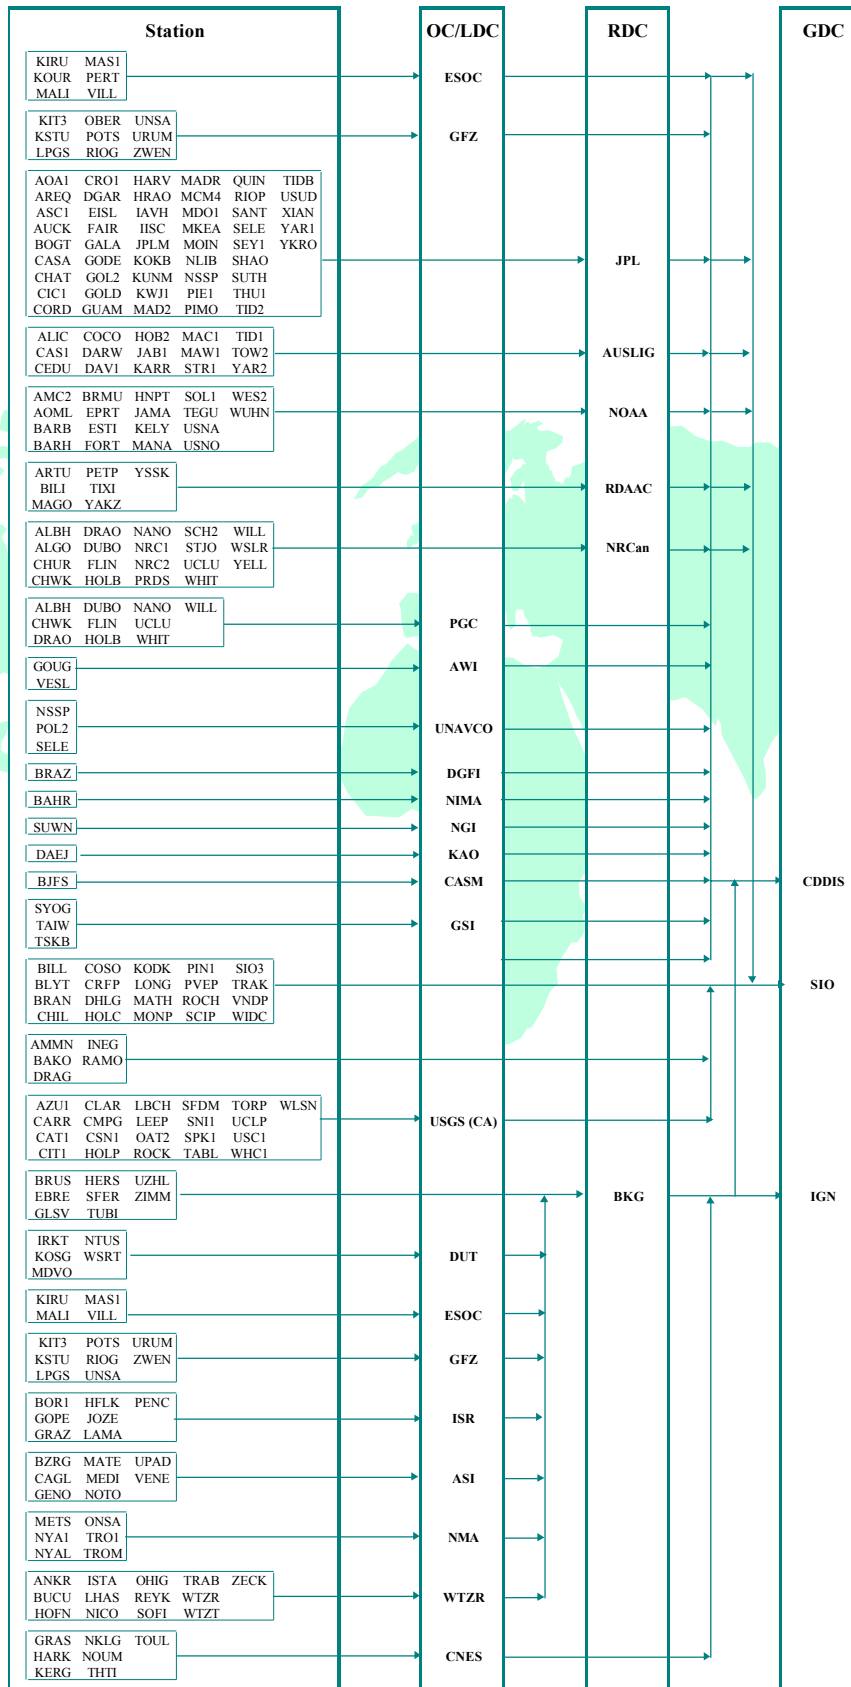 Station OC/LDC RDC GDC
KIRU MAS1
KOUR PERT ESOC
MALI VILL
KIT3 OBER UNSA
KSTU POTS URUM GFZ
LPGS RIOG ZWEN
AOA1 CRO1 HARV MADR QUIN TIDB
AREQ DGAR HRAO MCM4 RIOP USUD
ASC1 EISL IAVH MDO1 SANT XIAN
AUCK FAIR IISC MKEA SELE YAR1
BOGT GALA JPLM MOIN SEY1 YKRO
CASA GODE KOKB NLIB SHAO JPL
CHAT GOL2 KUNM NSSP SUTH
CIC1 GOLD KWJ1 PIE1 THU1
CORD GUAM MAD2 PIMO TID2
ALIC COCO HOB2 MAC1 TID1
CAS1 DARW JAB1 MAW1 TOW2 AUSLIG
CEDU DAV1 KARR STR1 YAR2
AMC2 BRMU HNPT SOL1 WES2
AOML EPRT JAMA TEGU WUHN NOAA
BARB ESTI KELY USNA
BARH FORT MANA USNO
ARTU PETP YSSK
BILI TIXI RDAAC
MAGO YAKZ
ALBH DRAO NANO SCH2 WILL
ALGO DUBO NRC1 STJO WSLR NRCan
CHUR FLIN NRC2 UCLU YELL
CHWK HOLB PRDS WHIT
ALBH DUBO NANO WILL
CHWK FLIN UCLU PGC
DRAO HOLB WHIT
GOUG AWI
VESL
NSSP
POL2 UNAVCO
SELE
BRAZ DGFI
BAHR NIMA
SUWN NGI
DAEJ KAO
BJFS CASM CDDIS
SYOG
TAIW GSI
TSKB
BILL COSO KODK PIN1 SIO3
BLYT CRFP LONG PVEP TRAK SIO
BRAN DHLG MATH ROCH VNDP
CHIL HOLC MONP SCIP WIDC
AMMN INEG
BAKO RAMO
DRAG
AZU1 CLAR LBCH SFDM TORP WLSN
CARR CMPG LEEP SNI1 UCLP USGS (CA)
CAT1 CSN1 OAT2 SPK1 USC1
CIT1 HOLP ROCK TABL WHC1
BRUS HERS UZHL
EBRE SFER ZIMM BKG IGN
GLSV TUBI
IRKT NTUS
KOSG WSRT DUT
MDVO
KIRU MAS1 ESOC
MALI VILL
KIT3 POTS URUM
KSTU RIOG ZWEN GFZ
LPGS UNSA
BOR1 HFLK PENC
GOPE JOZE ISR
GRAZ LAMA
BZRG MATE UPAD
CAGL MEDI VENE ASI
GENO NOTO
METS ONSA
NYA1 TRO1 NMA
NYAL TROM
ANKR ISTA OHIG TRAB ZECK
BUCU LHAS REYK WTZR WTZR
HOFN NICO SOFI WTZT
GRAS NKLG TOUL
HARK NOUM CNES
KERG THTI